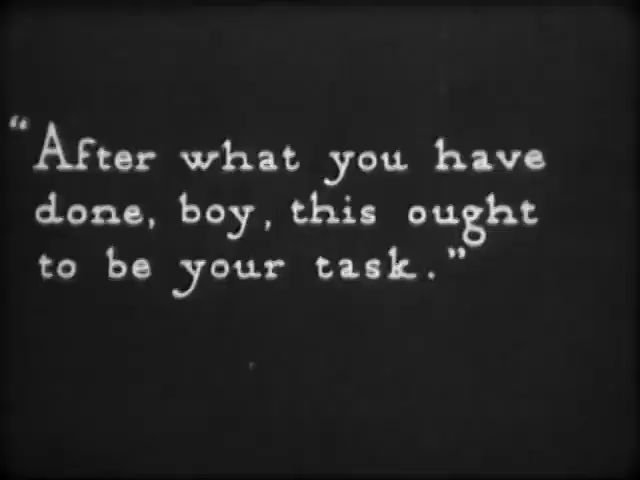 “After what you have
done, boy, this ought
to be your task.”